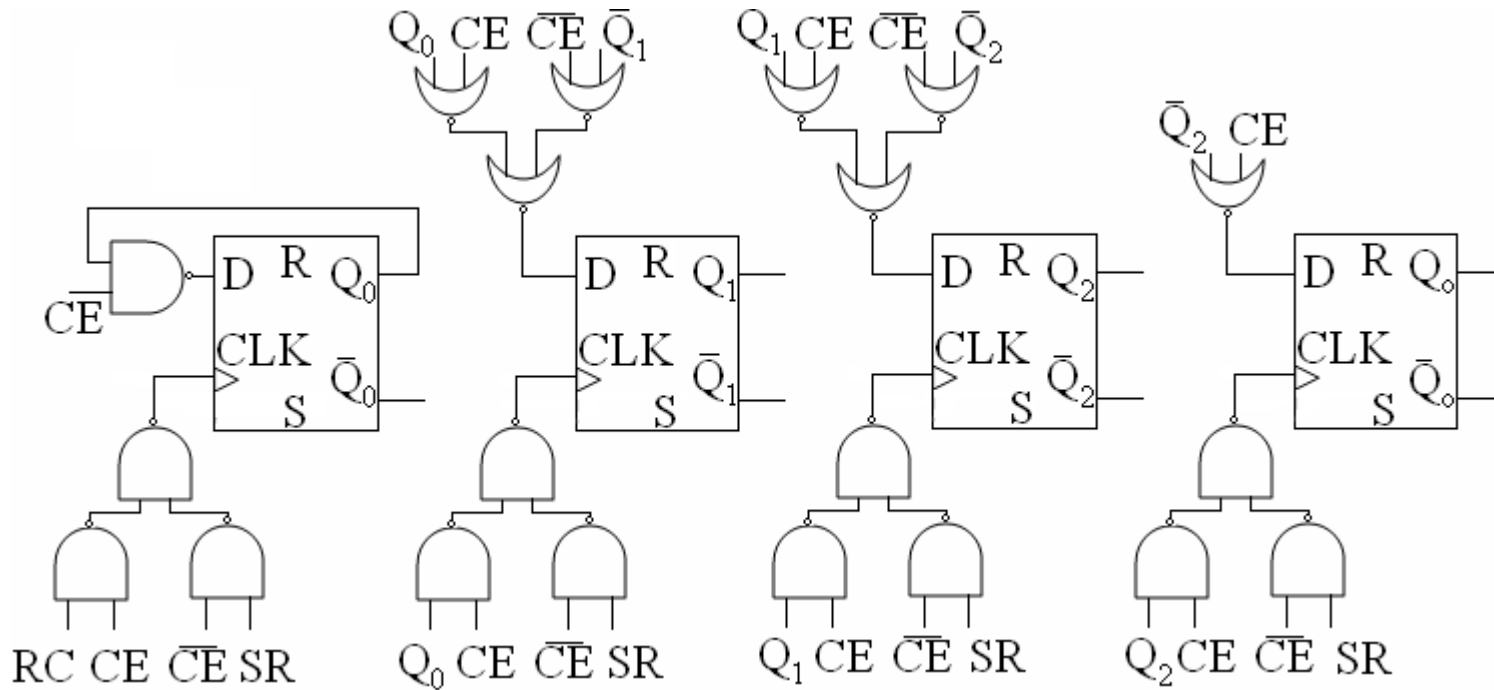 Q₀ CE C̅E̅ Q̄₁ Q₁ CE C̅E̅ Q̄₂
Q̄₂ CE
D R Q₀ D R Q₁ D R Q₂ D R Qₒ
C̅E̅
CLK CLK CLK CLK
S Q̄₀ S Q̄₁ S Q̄₂ S Q̄ₒ
RC CE C̅E̅ SR Q₀ CE C̅E̅ SR Q₁ CE C̅E̅ SR Q₂ CE C̅E̅ SR